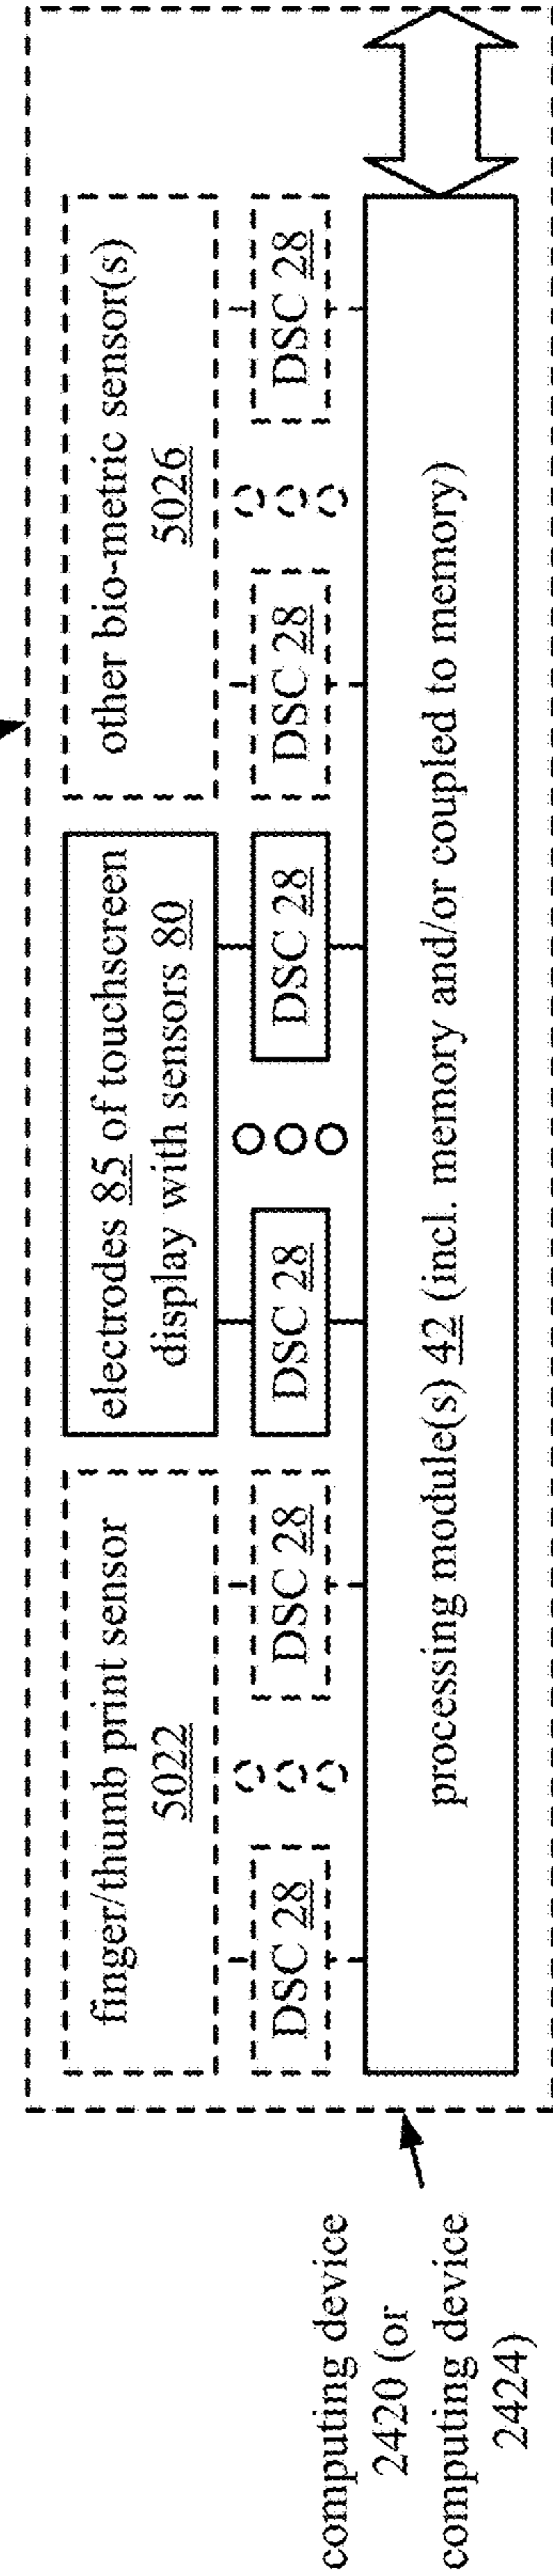 computing device
2420 (or
computing device
2424)
finger/thumb print sensor
5022
electrodes 85 of touchscreen
display with sensors 80
other bio-metric sensor(s)
5026
DSC 28
DSC 28
DSC 28
DSC 28
DSC 28
DSC 28
processing module(s) 42 (incl. memory and/or coupled to memory)